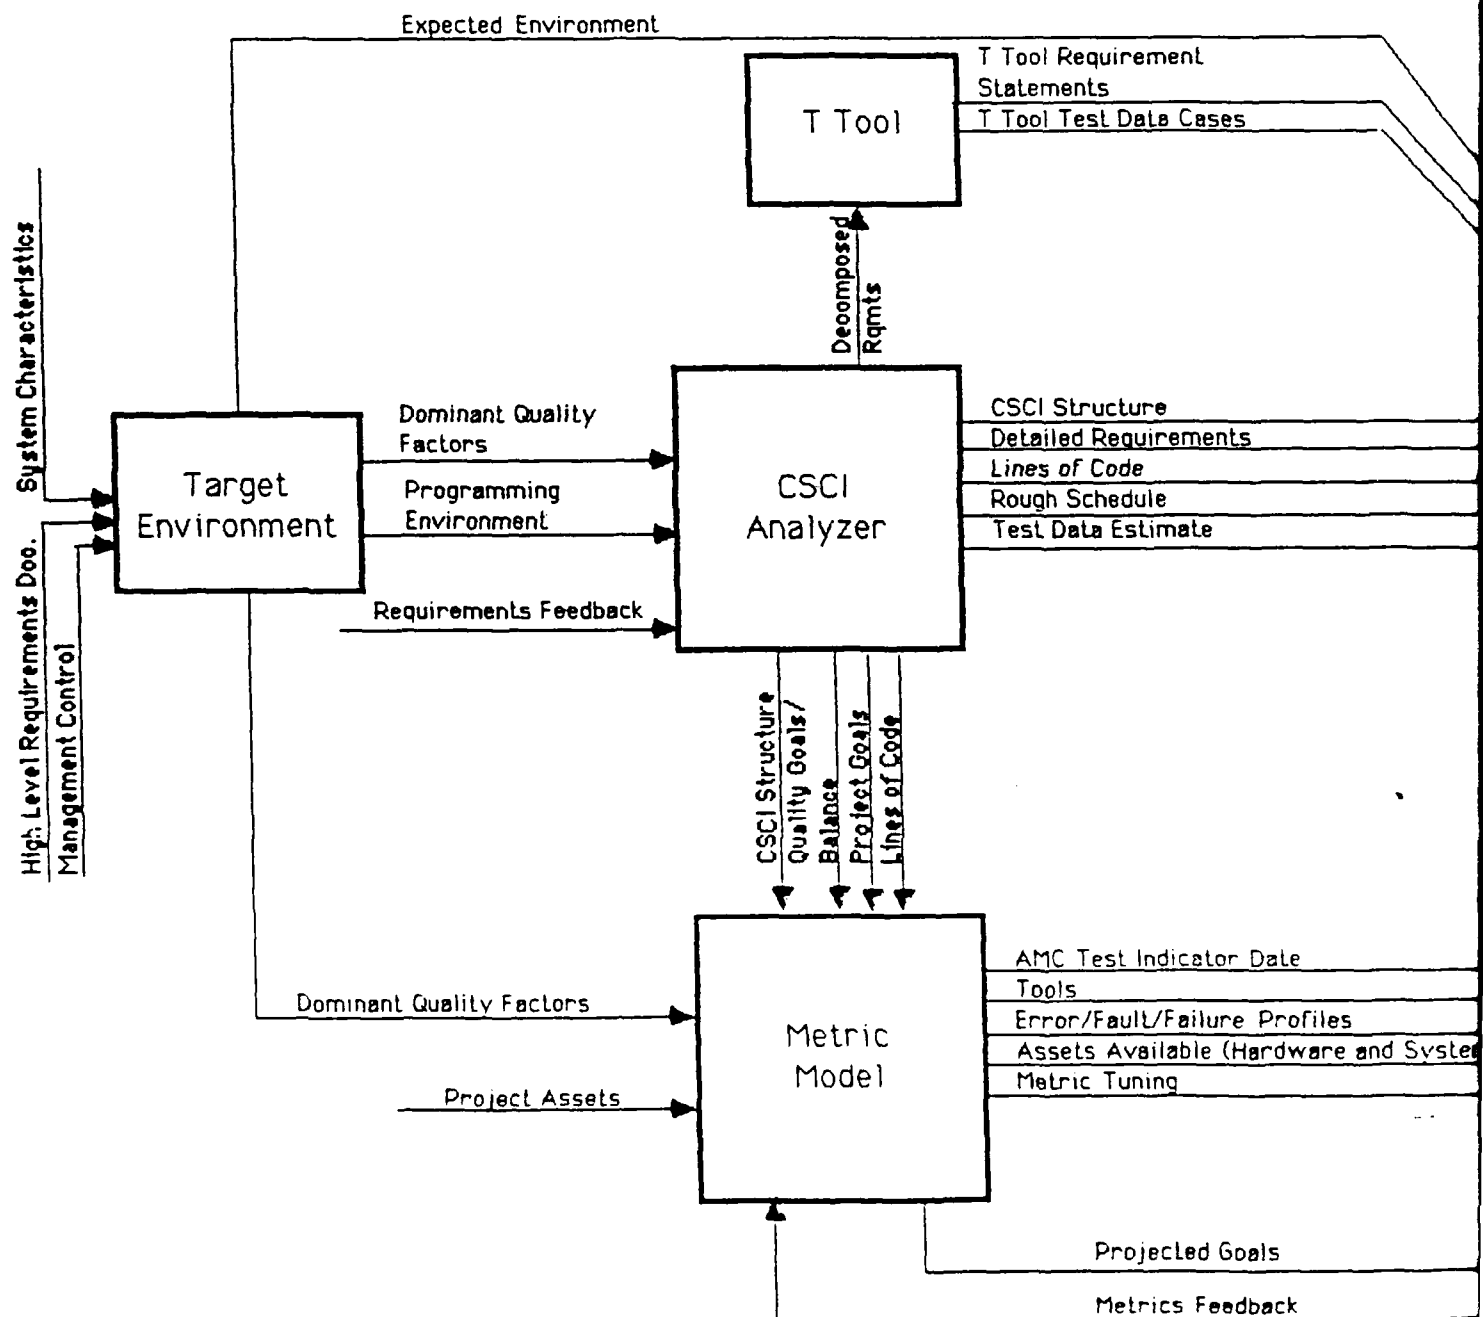 Expected Environment
T Tool Requirement
Statements
T Tool Test Data Cases
T Tool
Decomposed
Rqmts
System Characteristics
High Level Requirements Doc.
Management Control
Target
Environment
Dominant Quality
Factors
Programming
Environment
Requirements Feedback
CSCI
Analyzer
CSCI Structure
Detailed Requirements
Lines of Code
Rough Schedule
Test Data Estimate
CSCI Structure
Quality Goals/
Balance
Project Goals
Lines of Code
Dominant Quality Factors
Project Assets
Metric
Model
AMC Test Indicator Date
Tools
Error/Fault/Failure Profiles
Assets Available (Hardware and Syste
Metric Tuning
Projected Goals
Metrics Feedback